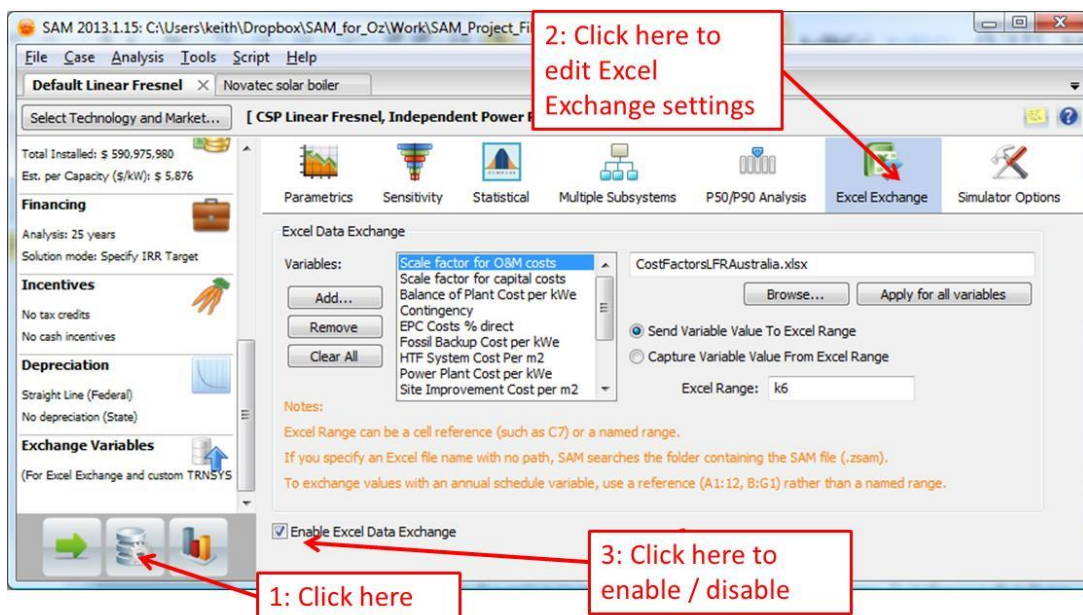 SAM 2013.1.15: C:\Users\keith\Dropbox\SAM_for_Oz\Work\SAM_Project_Fi
2: Click here to
edit Excel
Exchange settings
File Case Analysis Tools Script Help
Default Linear Fresnel Novatec solar boiler
Select Technology and Market... [ CSP Linear Fresnel, Independent Power P
Total Installed: $ 590,975,980
Est. per Capacity ($/kW): $ 5,876
Financing
Analysis: 25 years
Solution mode: Specify IRR Target
Incentives
No tax credits
No cash incentives
Depreciation
Straight Line (Federal)
No depreciation (State)
Exchange Variables
(For Excel Exchange and custom TRNSYS
Parametrics Sensitivity Statistical Multiple Subsystems P50/P90 Analysis Excel Exchange Simulator Options
Excel Data Exchange
Variables:
Add...
Remove
Clear All
Scale factor for O&M costs
Scale factor for capital costs
Balance of Plant Cost per kWe
Contingency
EPC Costs % direct
Fossil Backup Cost per kWe
HTF System Cost Per m2
Power Plant Cost per kWe
Site Improvement Cost per m2
CostFactorsLFRAustralia.xlsx
Browse... Apply for all variables
Send Variable Value To Excel Range
Capture Variable Value From Excel Range
Excel Range: k6
Notes:
Excel Range can be a cell reference (such as C7) or a named range.
If you specify an Excel file name with no path, SAM searches the folder containing the SAM file (.zsam).
To exchange values with an annual schedule variable, use a reference (A1:12, B:G1) rather than a named range.
Enable Excel Data Exchange
1: Click here
3: Click here to
enable / disable